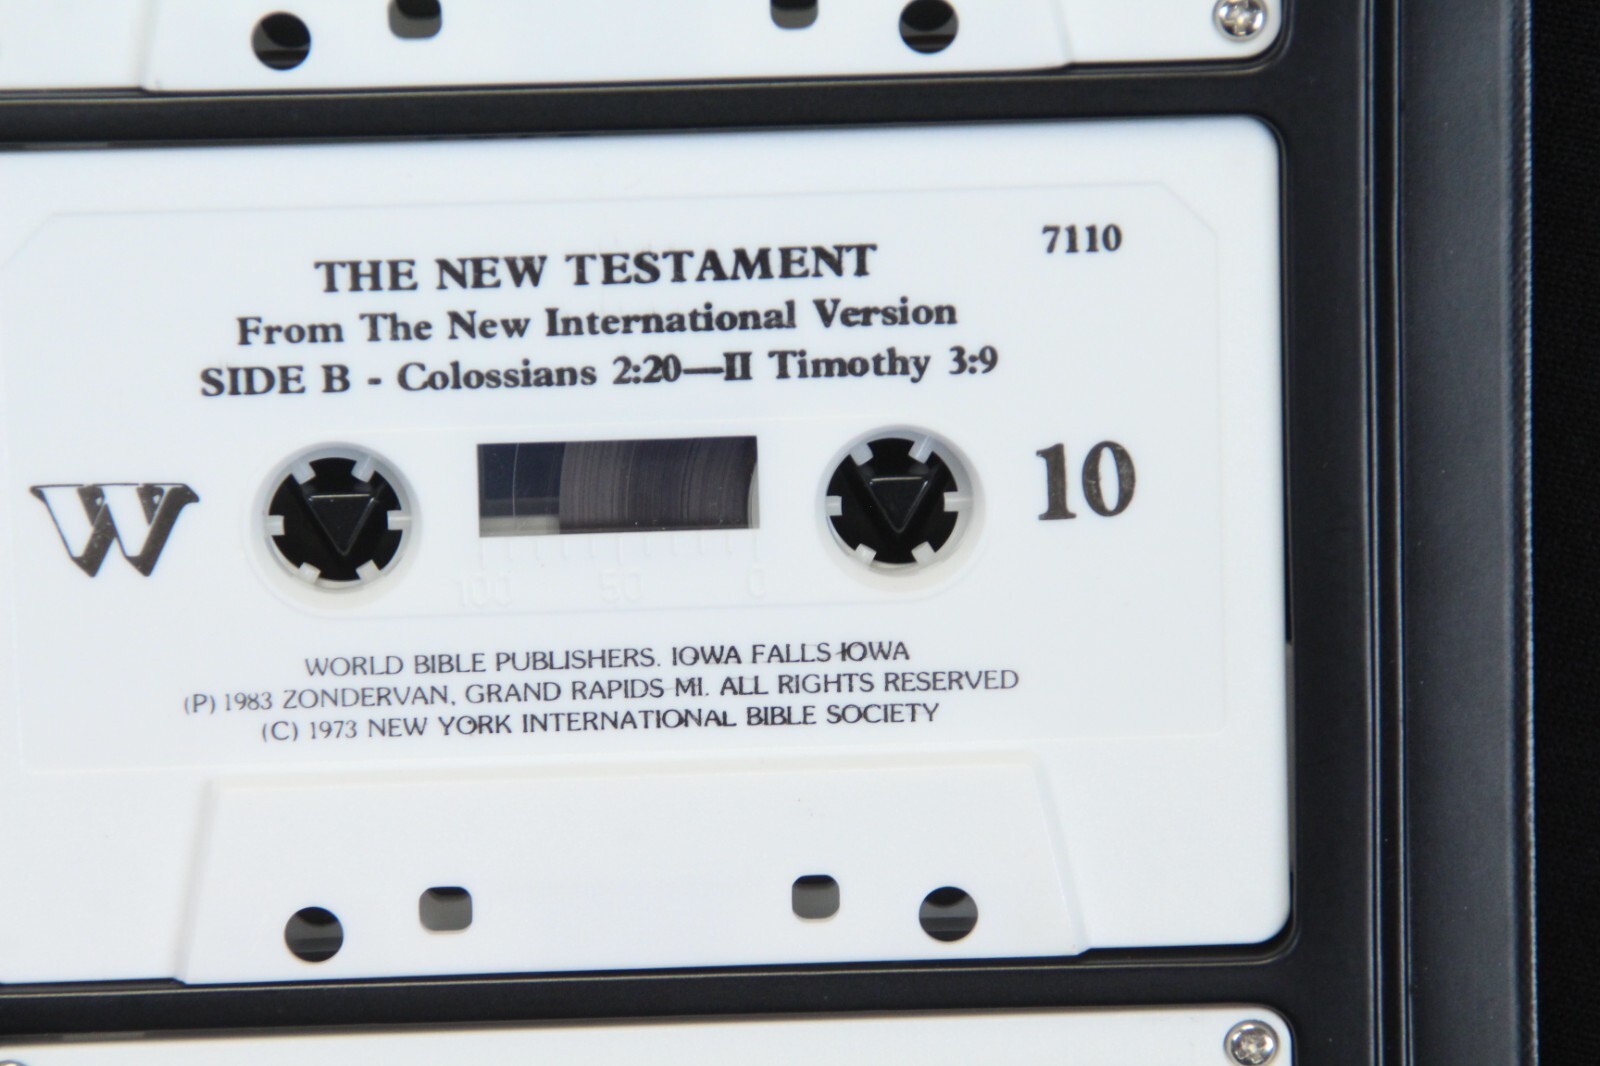 7110
THE NEW TESTAMENT
From The New International Version
SIDE B - Colossians 2:20—II Timothy 3:9
W
10
100 50 0
WORLD BIBLE PUBLISHERS. IOWA FALLS-IOWA
(P) 1983 ZONDERVAN, GRAND RAPIDS MI. ALL RIGHTS RESERVED
(C) 1973 NEW YORK INTERNATIONAL BIBLE SOCIETY